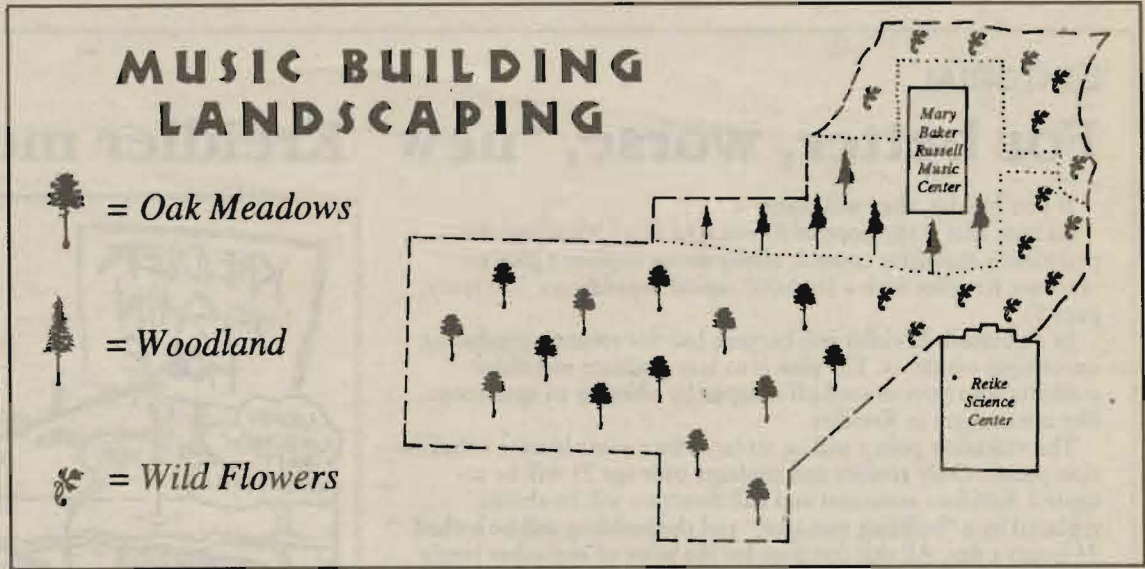 MUSIC BUILDING
LANDSCAPING
= Oak Meadows
= Woodland
= Wild Flowers
Mary
Baker
Russell
Music
Center
Reike
Science
Center